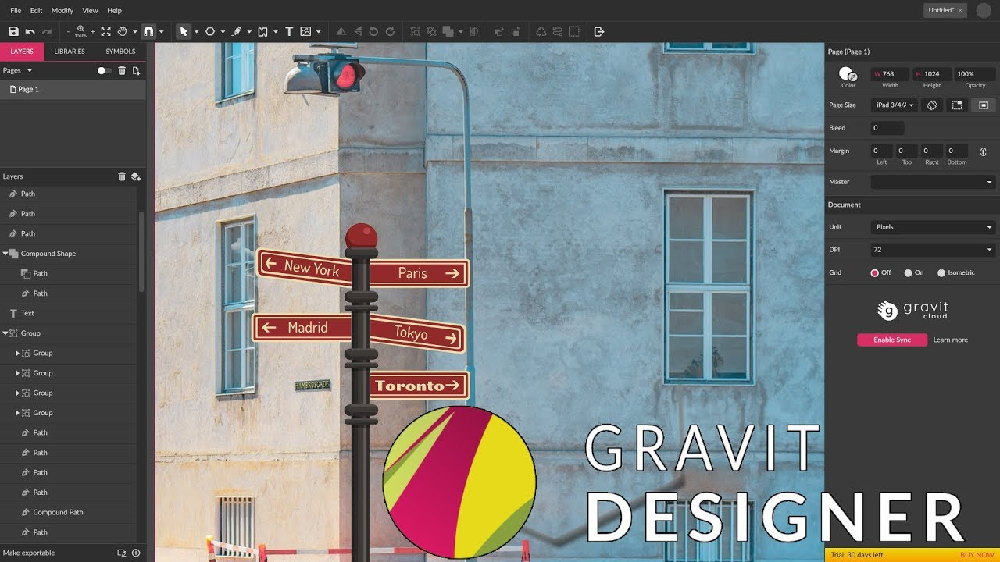 File Edit Modify View Help
Untitled*
150%
LAYERS LIBRARIES SYMBOLS
Pages
Page 1
Layers
Path
Path
Path
Compound Shape
Path
Path
Text
Group
Group
Group
Group
Group
Path
Path
Path
Path
Compound Path
Path
Make exportable
New York
Paris
Madrid
Tokyo
Toronto
HAMBROSGADE
GRAVIT
DESIGNER
Page (Page 1)
W 768 H 1024 100%
Color Width Height Opacity
Page Size iPad 3/4/A
Bleed 0
Margin 0 0 0 0
Left Top Right Bottom
Master
Document
Unit Pixels
DPI 72
Grid Off On Isometric
g gravit
cloud
Enable Sync Learn more
Trial: 30 days left BUY NOW